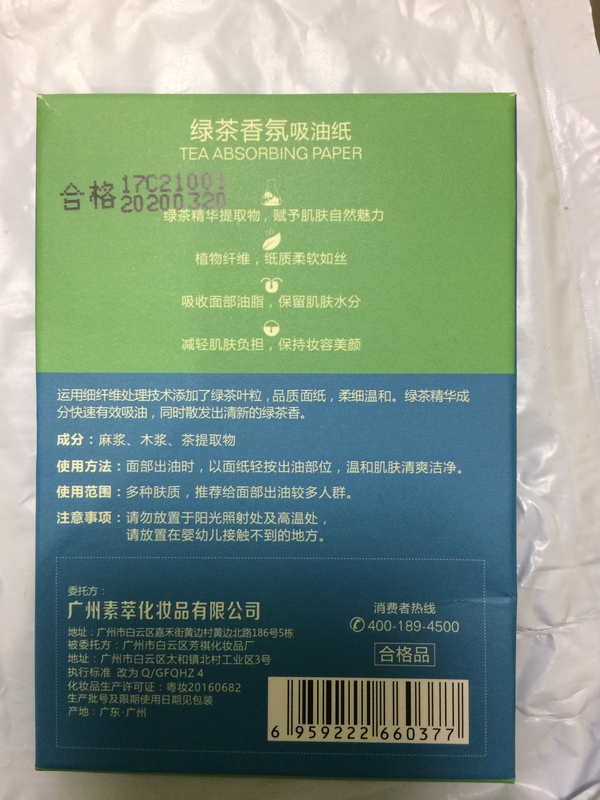 绿茶香氛吸油纸
TEA ABSORBING PAPER
合格 17C21001
20200320
绿茶精华提取物，赋予肌肤自然魅力
植物纤维，纸质柔软如丝
吸收面部油脂，保留肌肤水分
减轻肌肤负担，保持妆容美颜
运用细纤维处理技术添加了绿茶叶粒，品质面纸，柔细温和。绿茶精华成
分快速有效吸油，同时散发出清新的绿茶香。
成分：麻浆、木浆、茶提取物
使用方法：面部出油时，以面纸轻按出油部位，温和肌肤清爽洁净。
使用范围：多种肤质，推荐给面部出油较多人群。
注意事项：请勿放置于阳光照射处及高温处，
请放置在婴幼儿接触不到的地方。
委托方：
广州素萃化妆品有限公司
地址：广州市白云区嘉禾街黄边村黄边北路186号5栋
被委托方：广州市白云区芳祺化妆品厂
地址：广州市白云区太和镇北村工业区3号
执行标准 改为 Q/GFQHZ 4
化妆品生产许可证：粤妆20160682
生产批号及限期使用日期见包装
产地：广东·广州
消费者热线
400-189-4500
合格品
6 959222 660377